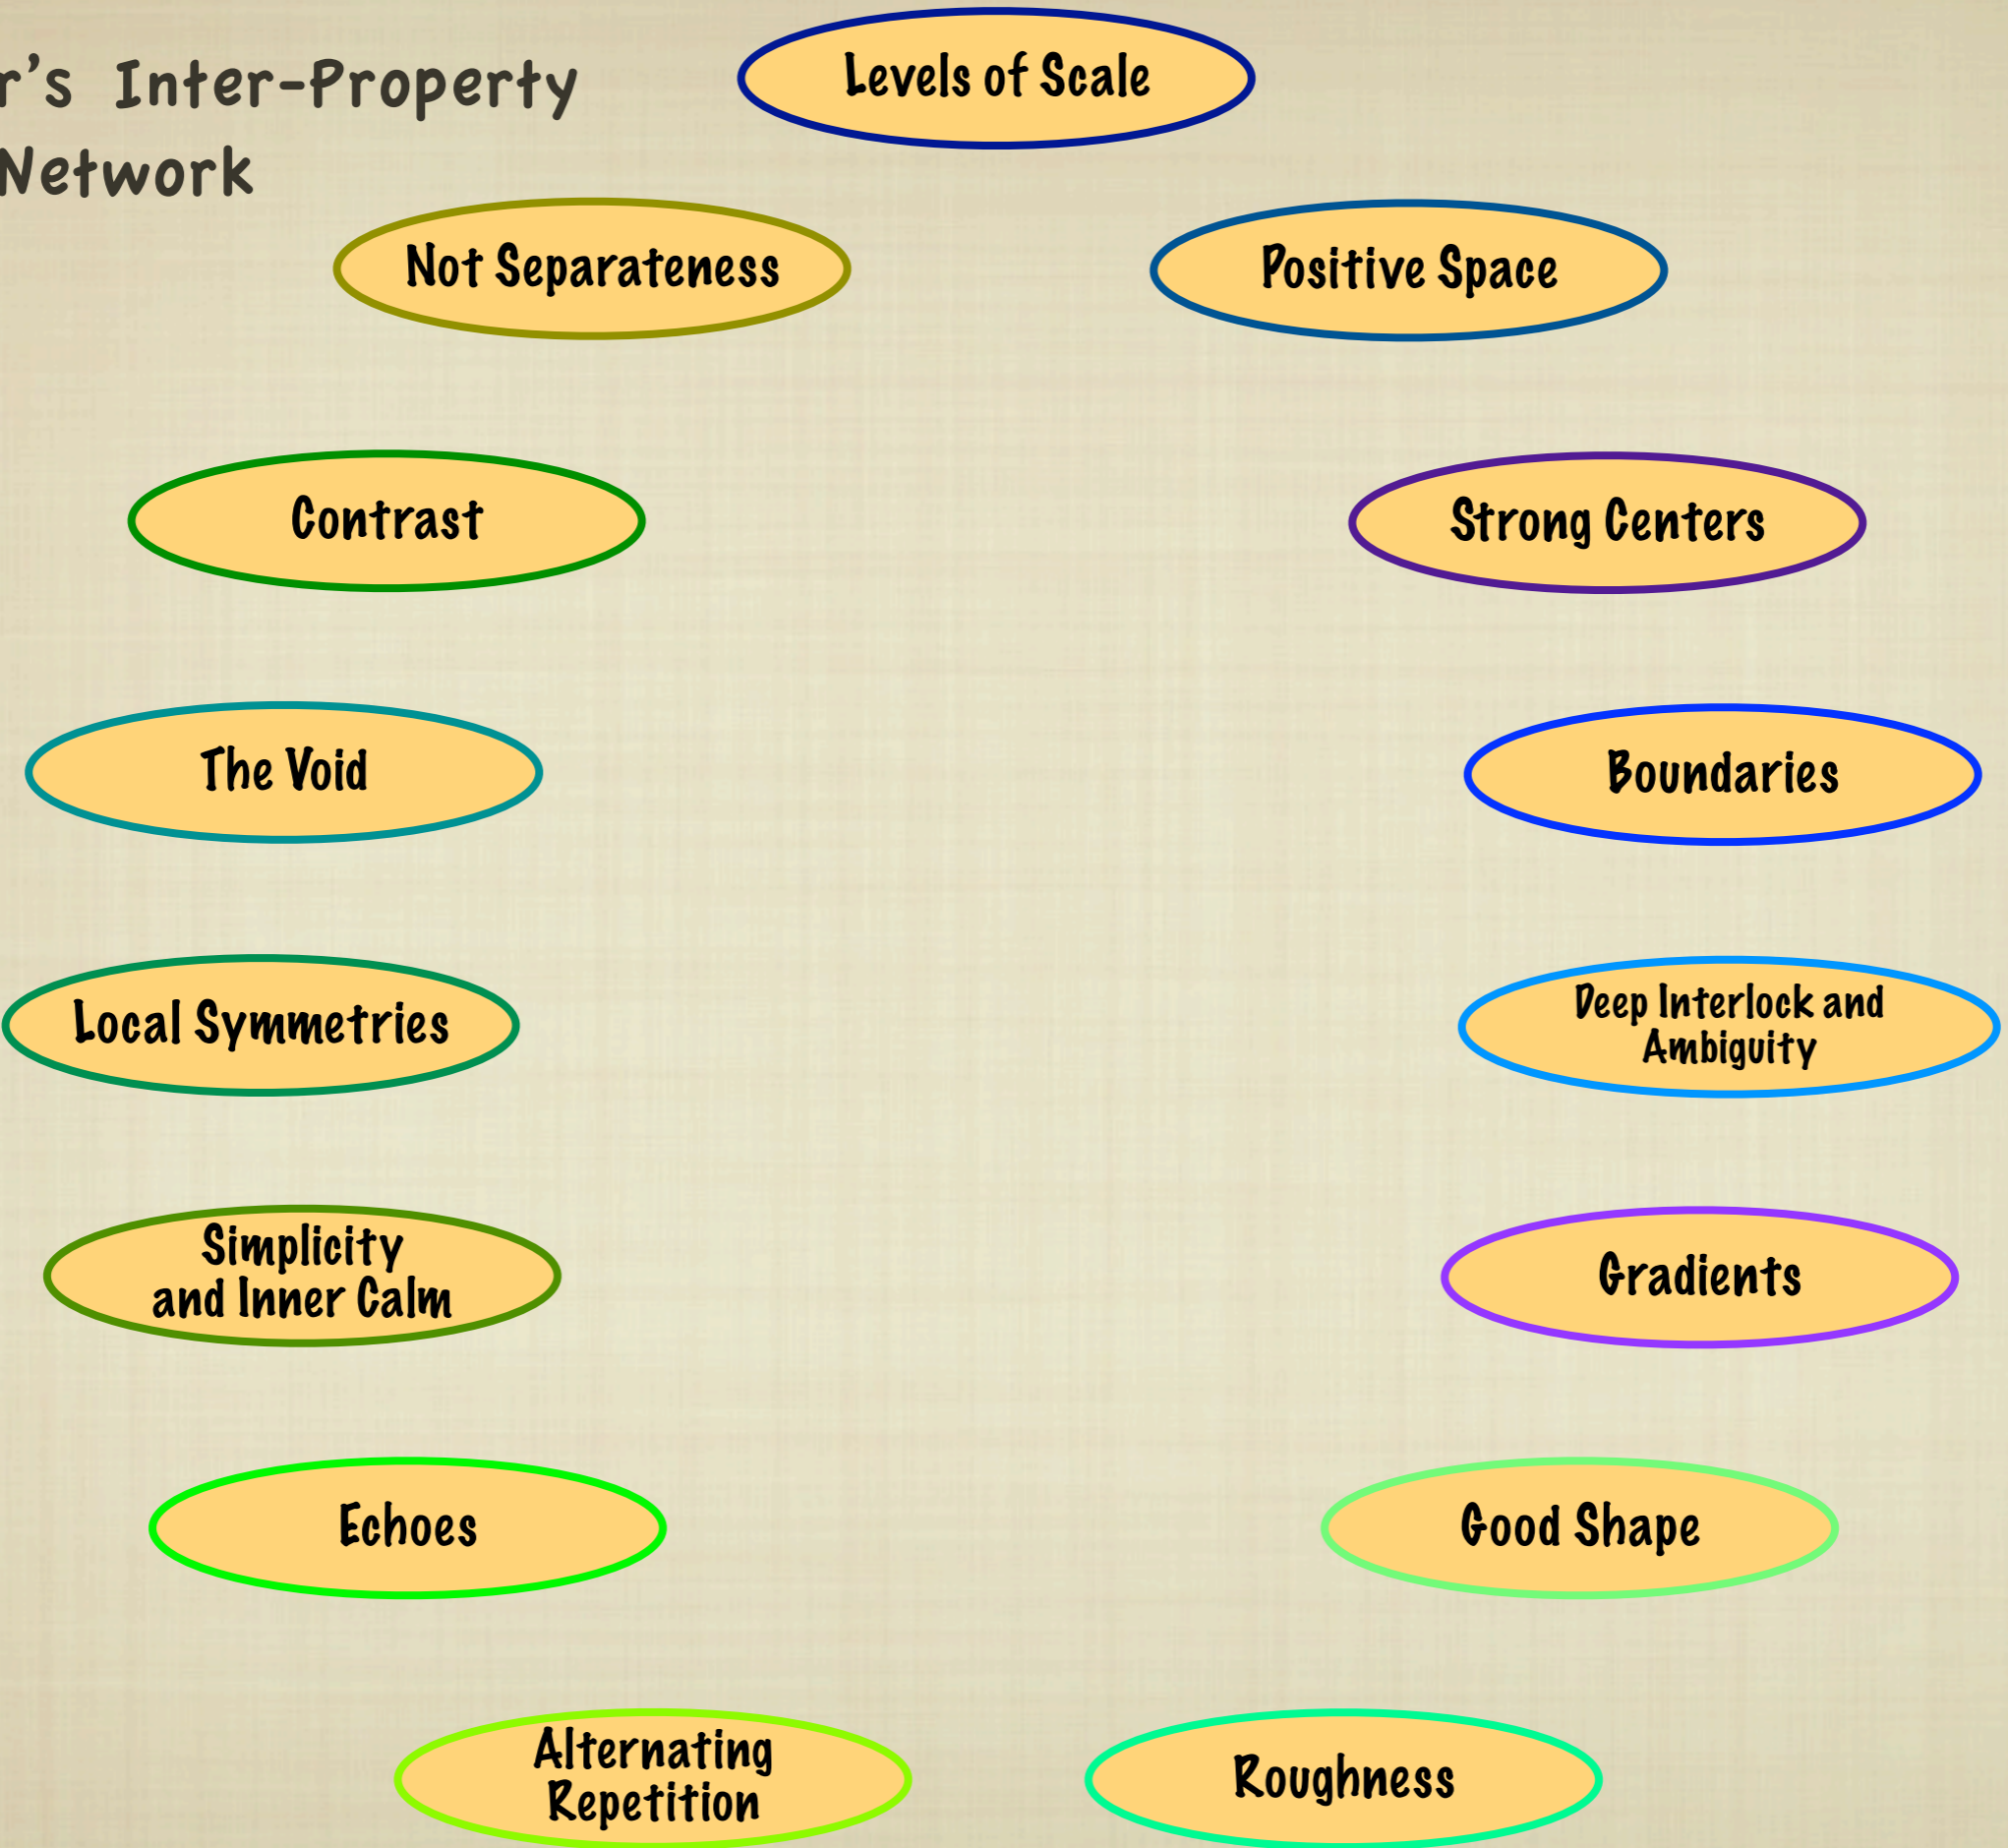 r's Inter-Property
Network
Levels of Scale
Not Separateness
Positive Space
Contrast
Strong Centers
The Void
Boundaries
Local Symmetries
Deep Interlock and
Ambiguity
Simplicity
and Inner Calm
Gradients
Echoes
Good Shape
Alternating
Repetition
Roughness